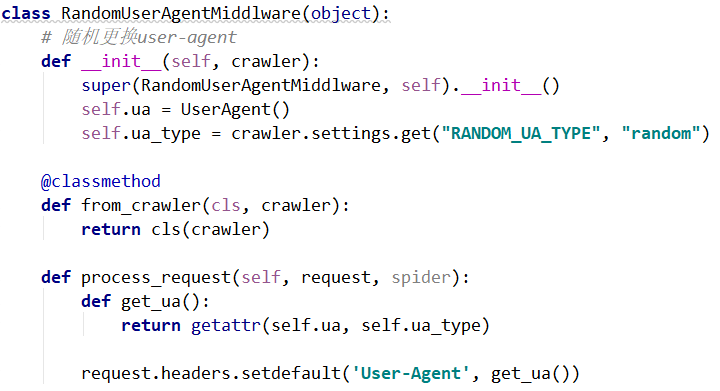 class RandomUserAgentMiddlware(object):
    # 随机更换user-agent
    def __init__(self, crawler):
        super(RandomUserAgentMiddlware, self).__init__()
        self.ua = UserAgent()
        self.ua_type = crawler.settings.get("RANDOM_UA_TYPE", "random")
    @classmethod
    def from_crawler(cls, crawler):
        return cls(crawler)
    def process_request(self, request, spider):
        def get_ua():
            return getattr(self.ua, self.ua_type)
        request.headers.setdefault('User-Agent', get_ua())